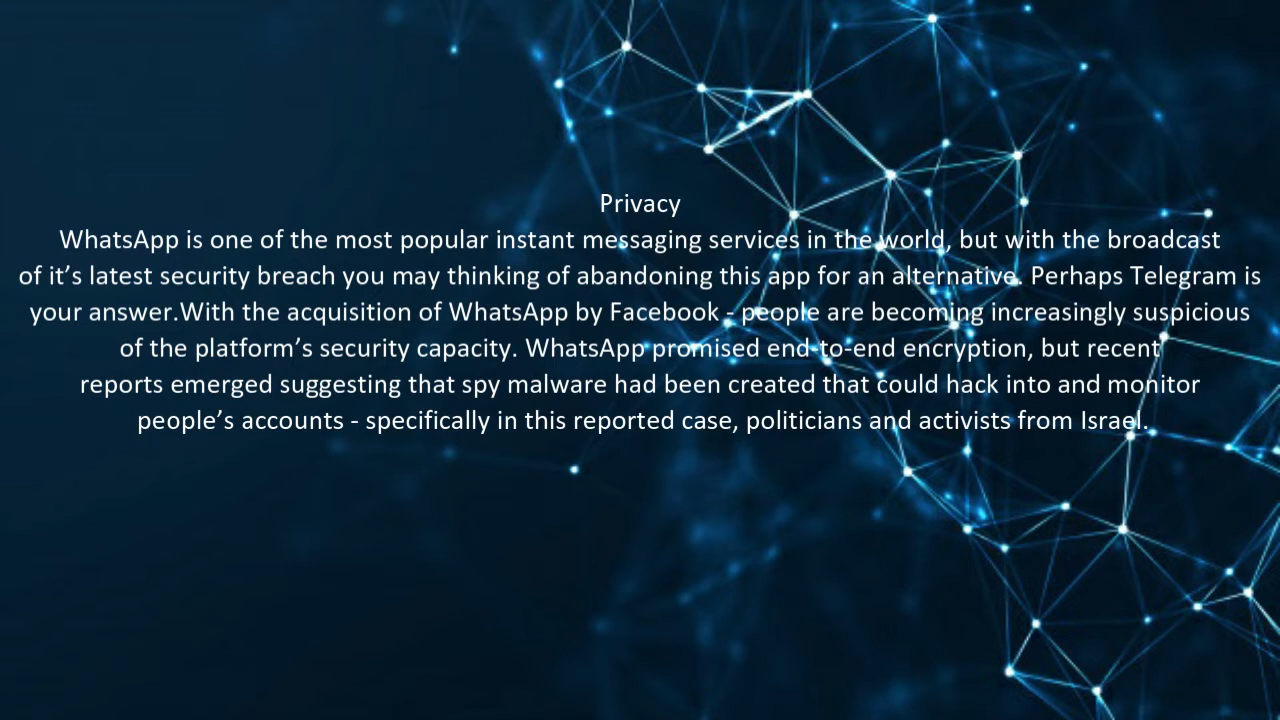 Privacy
WhatsApp is one of the most popular instant messaging services in the world, but with the broadcast
of it’s latest security breach you may thinking of abandoning this app for an alternative. Perhaps Telegram is
your answer.With the acquisition of WhatsApp by Facebook - people are becoming increasingly suspicious
of the platform’s security capacity. WhatsApp promised end-to-end encryption, but recent
reports emerged suggesting that spy malware had been created that could hack into and monitor
people’s accounts - specifically in this reported case, politicians and activists from Israel.